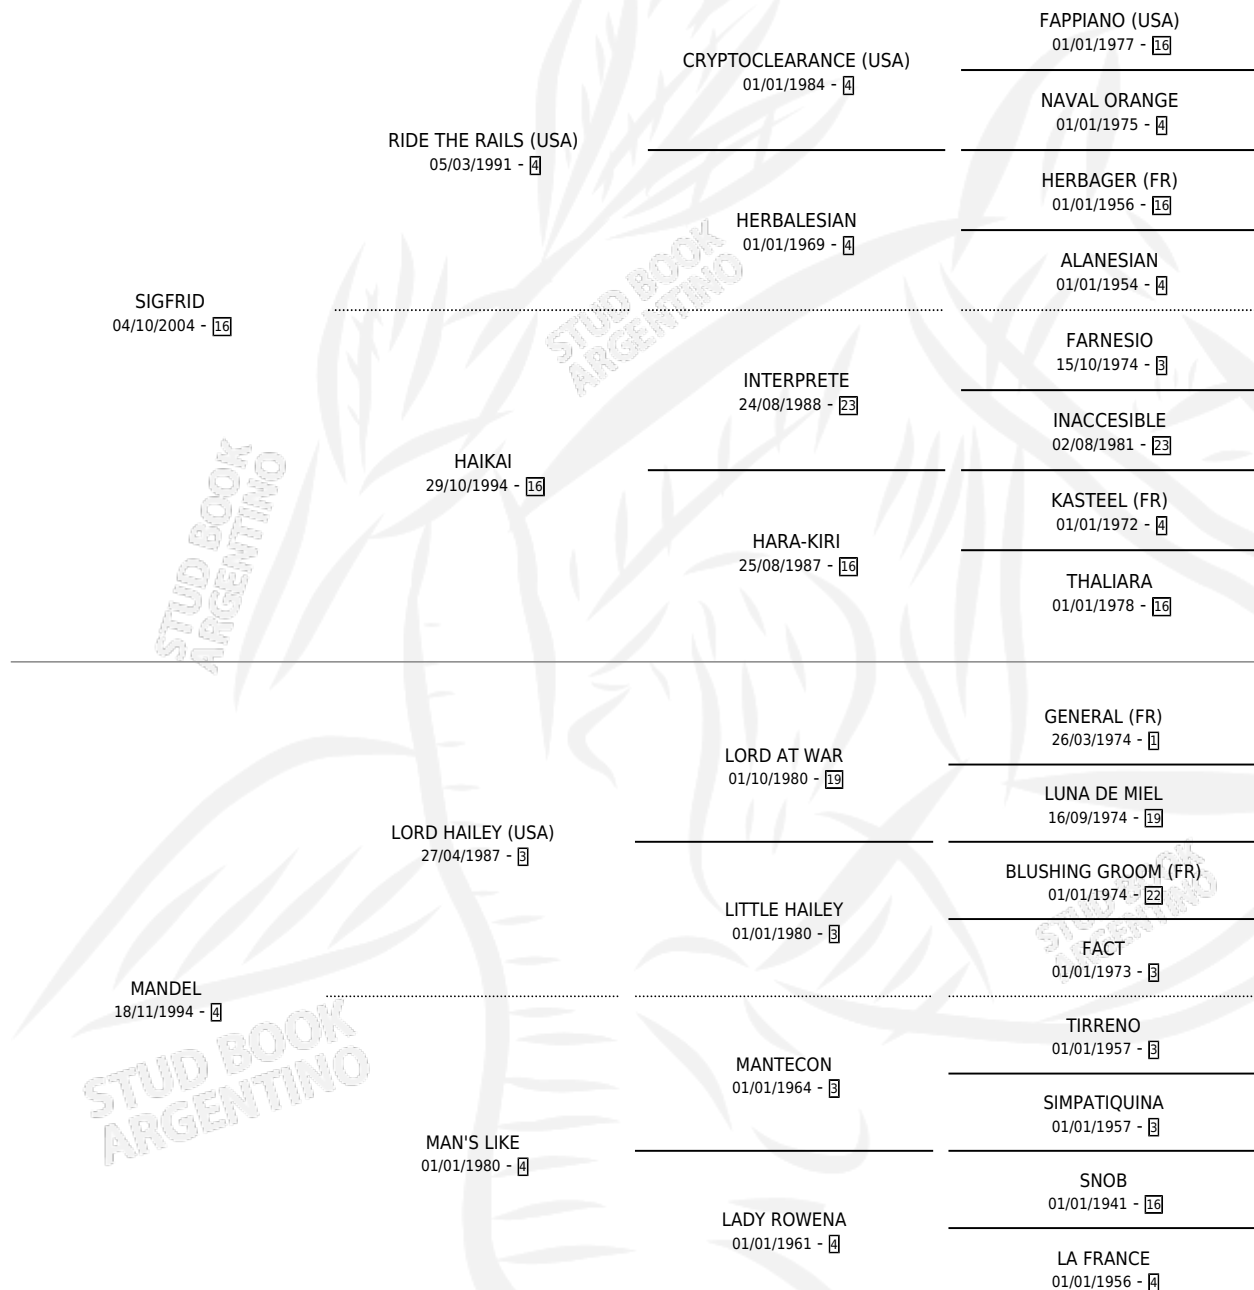 FAPPIANO (USA)
01/01/1977 - 16
CRYPTOCLEARANCE (USA)
01/01/1984 - 4
NAVAL ORANGE
01/01/1975 - 4
RIDE THE RAILS (USA)
05/03/1991 - 4
HERBAGER (FR)
01/01/1956 - 16
HERBALESIAN
01/01/1969 - 4
ALANESIAN
01/01/1954 - 4
SIGFRID
04/10/2004 - 16
STUD BOOK
ARGENTINO
FARNESIO
15/10/1974 - 3
INTERPRETE
24/08/1988 - 23
INACCESIBLE
02/08/1981 - 23
HAIKAI
29/10/1994 - 16
KASTEEL (FR)
01/01/1972 - 4
HARA-KIRI
25/08/1987 - 16
THALIARA
01/01/1978 - 16
STUD BOOK
ARGENTINO
GENERAL (FR)
26/03/1974 - 1
LORD AT WAR
01/10/1980 - 19
LUNA DE MIEL
16/09/1974 - 19
LORD HAILEY (USA)
27/04/1987 - 3
BLUSHING GROOM (FR)
01/01/1974 - 22
LITTLE HAILEY
01/01/1980 - 3
STUD BOOK
ARGENTINO
FACT
01/01/1973 - 3
MANDEL
18/11/1994 - 4
STUD BOOK
ARGENTINO
TIRRENO
01/01/1957 - 3
MANTECON
01/01/1964 - 3
SIMPATIQUINA
01/01/1957 - 3
MAN'S LIKE
01/01/1980 - 4
SNOB
01/01/1941 - 16
LADY ROWENA
01/01/1961 - 4
LA FRANCE
01/01/1956 - 4